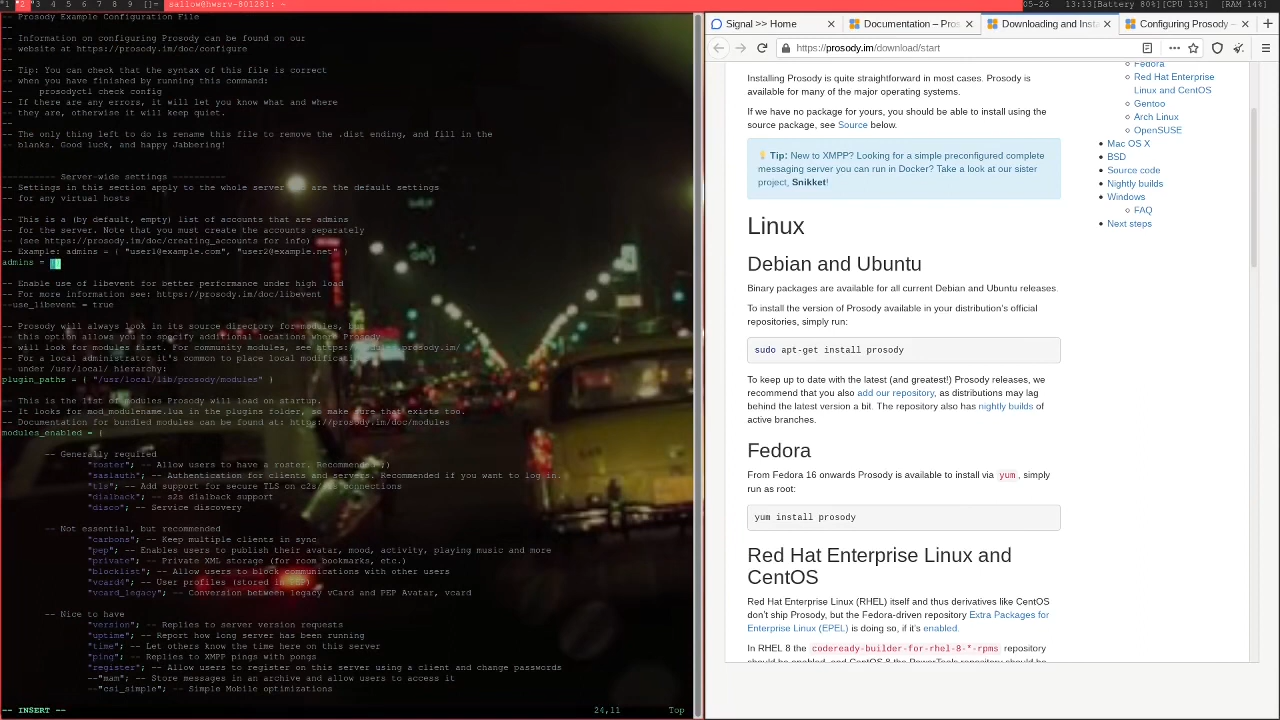 *1 *2 *3 4 5 6 7 8 9 []= sallow@hwsrv-801281: ~
05-26 13:13[Battery 80%][CPU 13%] [RAM 14%]
-- Prosody Example Configuration File
--
-- Information on configuring Prosody can be found on our
-- website at https://prosody.im/doc/configure
--
-- Tip: You can check that the syntax of this file is correct
-- when you have finished by running this command:
--     prosodyctl check config
-- If there are any errors, it will let you know what and where
-- they are, otherwise it will keep quiet.
--
-- The only thing left to do is rename this file to remove the .dist ending, and fill in the
-- blanks. Good luck, and happy Jabbering!
---------- Server-wide settings ----------
-- Settings in this section apply to the whole server and are the default settings
-- for any virtual hosts
-- This is a (by default, empty) list of accounts that are admins
-- for the server. Note that you must create the accounts separately
-- (see https://prosody.im/doc/creating_accounts for info)
-- Example: admins = { "user1@example.com", "user2@example.net" }
admins = {}
-- Enable use of libevent for better performance under high load
-- For more information see: https://prosody.im/doc/libevent
--use_libevent = true
-- Prosody will always look in its source directory for modules, but
-- this option allows you to specify additional locations where Prosody
-- will look for modules first. For community modules, see https://modules.prosody.im/
-- For a local administrator it's common to place local modifications
-- under /usr/local/ hierarchy:
plugin_paths = { "/usr/local/lib/prosody/modules" }
-- This is the list of modules Prosody will load on startup.
-- It looks for mod_modulename.lua in the plugins folder, so make sure that exists too.
-- Documentation for bundled modules can be found at: https://prosody.im/doc/modules
modules_enabled = {
-- Generally required
"roster"; -- Allow users to have a roster. Recommended ;)
"saslauth"; -- Authentication for clients and servers. Recommended if you want to log in.
"tls"; -- Add support for secure TLS on c2s/s2s connections
"dialback"; -- s2s dialback support
"disco"; -- Service discovery
-- Not essential, but recommended
"carbons"; -- Keep multiple clients in sync
"pep"; -- Enables users to publish their avatar, mood, activity, playing music and more
"private"; -- Private XML storage (for room bookmarks, etc.)
"blocklist"; -- Allow users to block communications with other users
"vcard4"; -- User profiles (stored in PEP)
"vcard_legacy"; -- Conversion between legacy vCard and PEP Avatar, vcard
-- Nice to have
"version"; -- Replies to server version requests
"uptime"; -- Report how long server has been running
"time"; -- Let others know the time here on this server
"ping"; -- Replies to XMPP pings with pongs
"register"; -- Allow users to register on this server using a client and change passwords
--"mam"; -- Store messages in an archive and allow users to access it
--"csi_simple"; -- Simple Mobile optimizations
-- INSERT -- 24,11 Top
Signal >> Home
Documentation – Pros
Downloading and Insta
Configuring Prosody –
https://prosody.im/download/start
Installing Prosody is quite straightforward in most cases. Prosody is
available for many of the major operating systems.
If we have no package for yours, you should be able to install using the
source package, see Source below.
Tip: New to XMPP? Looking for a simple preconfigured complete
messaging server you can run in Docker? Take a look at our sister
project, Snikket!
Linux
Debian and Ubuntu
Binary packages are available for all current Debian and Ubuntu releases.
To install the version of Prosody available in your distribution's official
repositories, simply run:
sudo apt-get install prosody
To keep up to date with the latest (and greatest!) Prosody releases, we
recommend that you also add our repository, as distributions may lag
behind the latest version a bit. The repository also has nightly builds of
active branches.
Fedora
From F12 onwards Prosody is available to install via yum, simply
run as root:
yum install prosody
Red Hat Enterprise Linux and
CentOS
Red Hat Enterprise Linux (RHEL) itself and thus derivatives like CentOS
don't ship Prosody, but the Fedora-driven repository Extra Packages for
Enterprise Linux (EPEL) is doing so, if it's enabled.
Fedora
Red Hat Enterprise
Linux and CentOS
Gentoo
Arch Linux
OpenSUSE
Mac OS X
BSD
Source code
Nightly builds
Windows
FAQ
Next steps